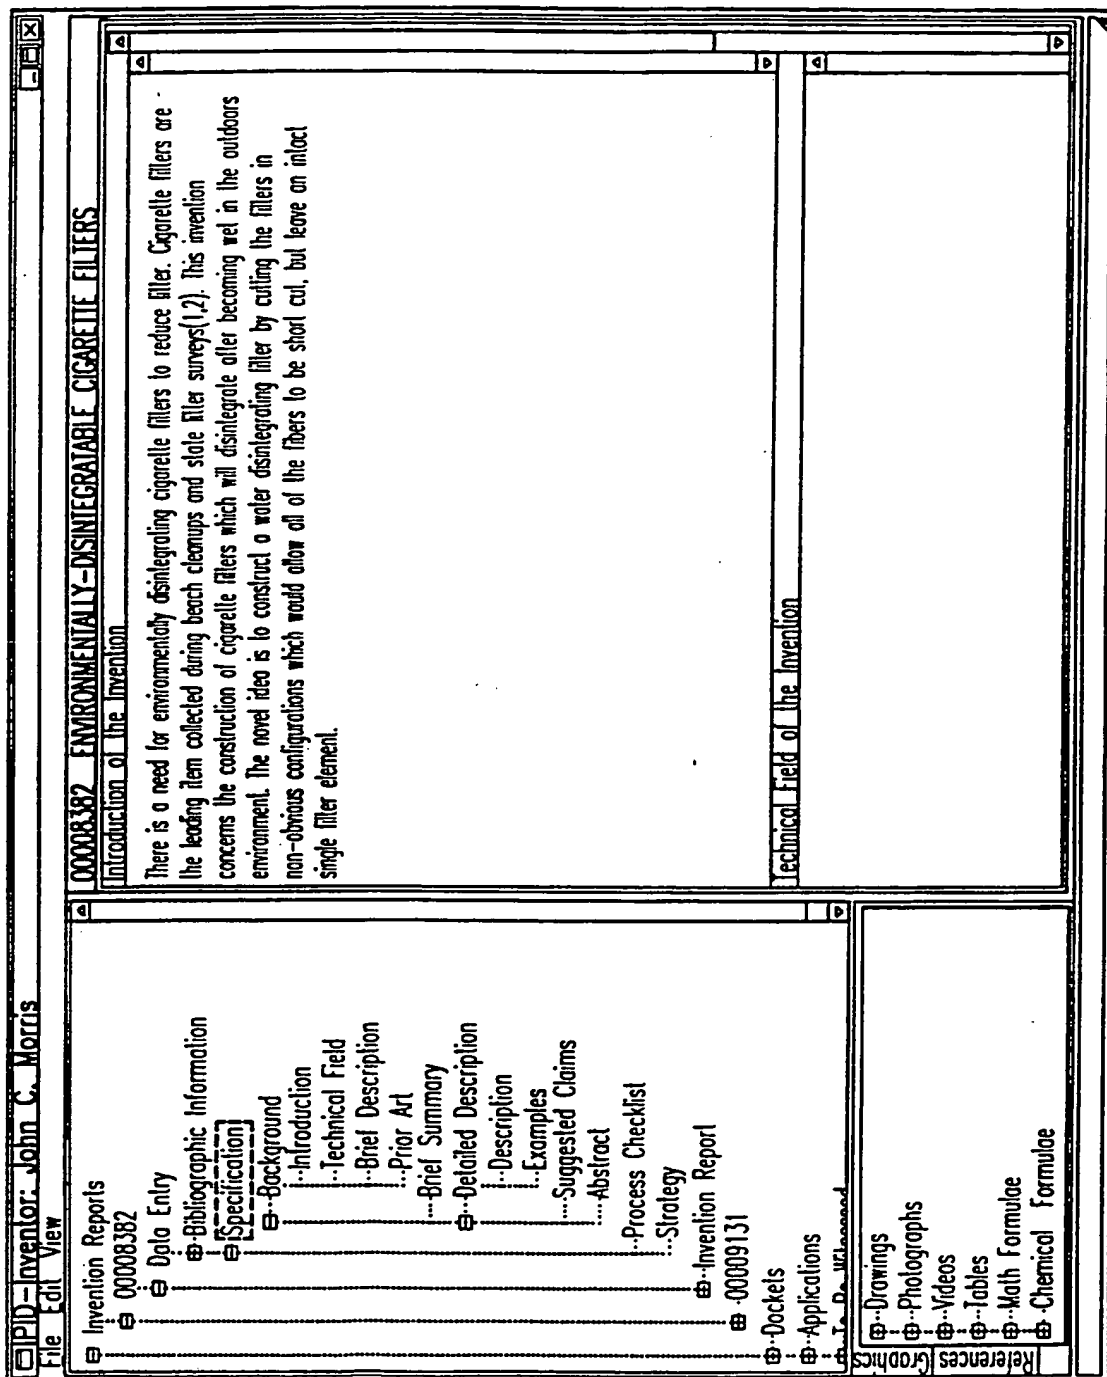 IPID-Inventor: John C. Morris
File Edit View
Invention Reports
00008382
Data Entry
Bibliographic Information
Specification
Background
Introduction
Technical Field
Brief Description
Prior Art
Brief Summary
Detailed Description
Description
Examples
Suggested Claims
Abstract
Process Checklist
Strategy
Invention Report
00009131
Dockets
Applications
To Be Witnessed
Graphics
References
Drawings
Photographs
Videos
Tables
Math Formulae
Chemical Formulae
00008382 ENVIRONMENTALLY-DISINTEGRATABLE CIGARETTE FILTERS
Introduction of the Invention
There is a need for environmentally disintegrating cigarette filters to reduce litter. Cigarette filters are
the leading item collected during beach cleanups and state litter surveys(1,2). This invention
concerns the construction of cigarette filters which will disintegrate after becoming wet in the outdoors
environment. The novel idea is to construct a water disintegrating filter by cutting the filters in
non-obvious configurations which would allow all of the fibers to be short cut, but leave an intact
single filter element.
Technical Field of the Invention